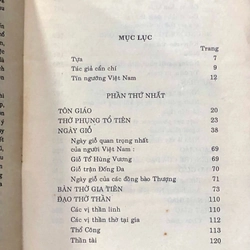 MỤC LỤC
Trang
Tựa 7
Tác giả cẩn chí 9
Tín ngưỡng Việt Nam 12
PHẦN THỨ NHẤT
TÔN GIÁO 20
THỜ PHỤNG TỔ TIÊN 23
NGÀY GIỖ 38
Ngày giỗ quan trọng nhất
của người Việt Nam : 69
Giỗ Tổ Hùng Vương 69
Giỗ trận Đống Đa 69
Ngày giỗ của các đồng bào Thượng 71
BÀN THỜ GIA TIÊN 73
ĐẠO THỜ THẦN 110
Các vị thần linh 110
Các vị thần thờ tại gia 112
Thổ Công 113
Thần tài 120